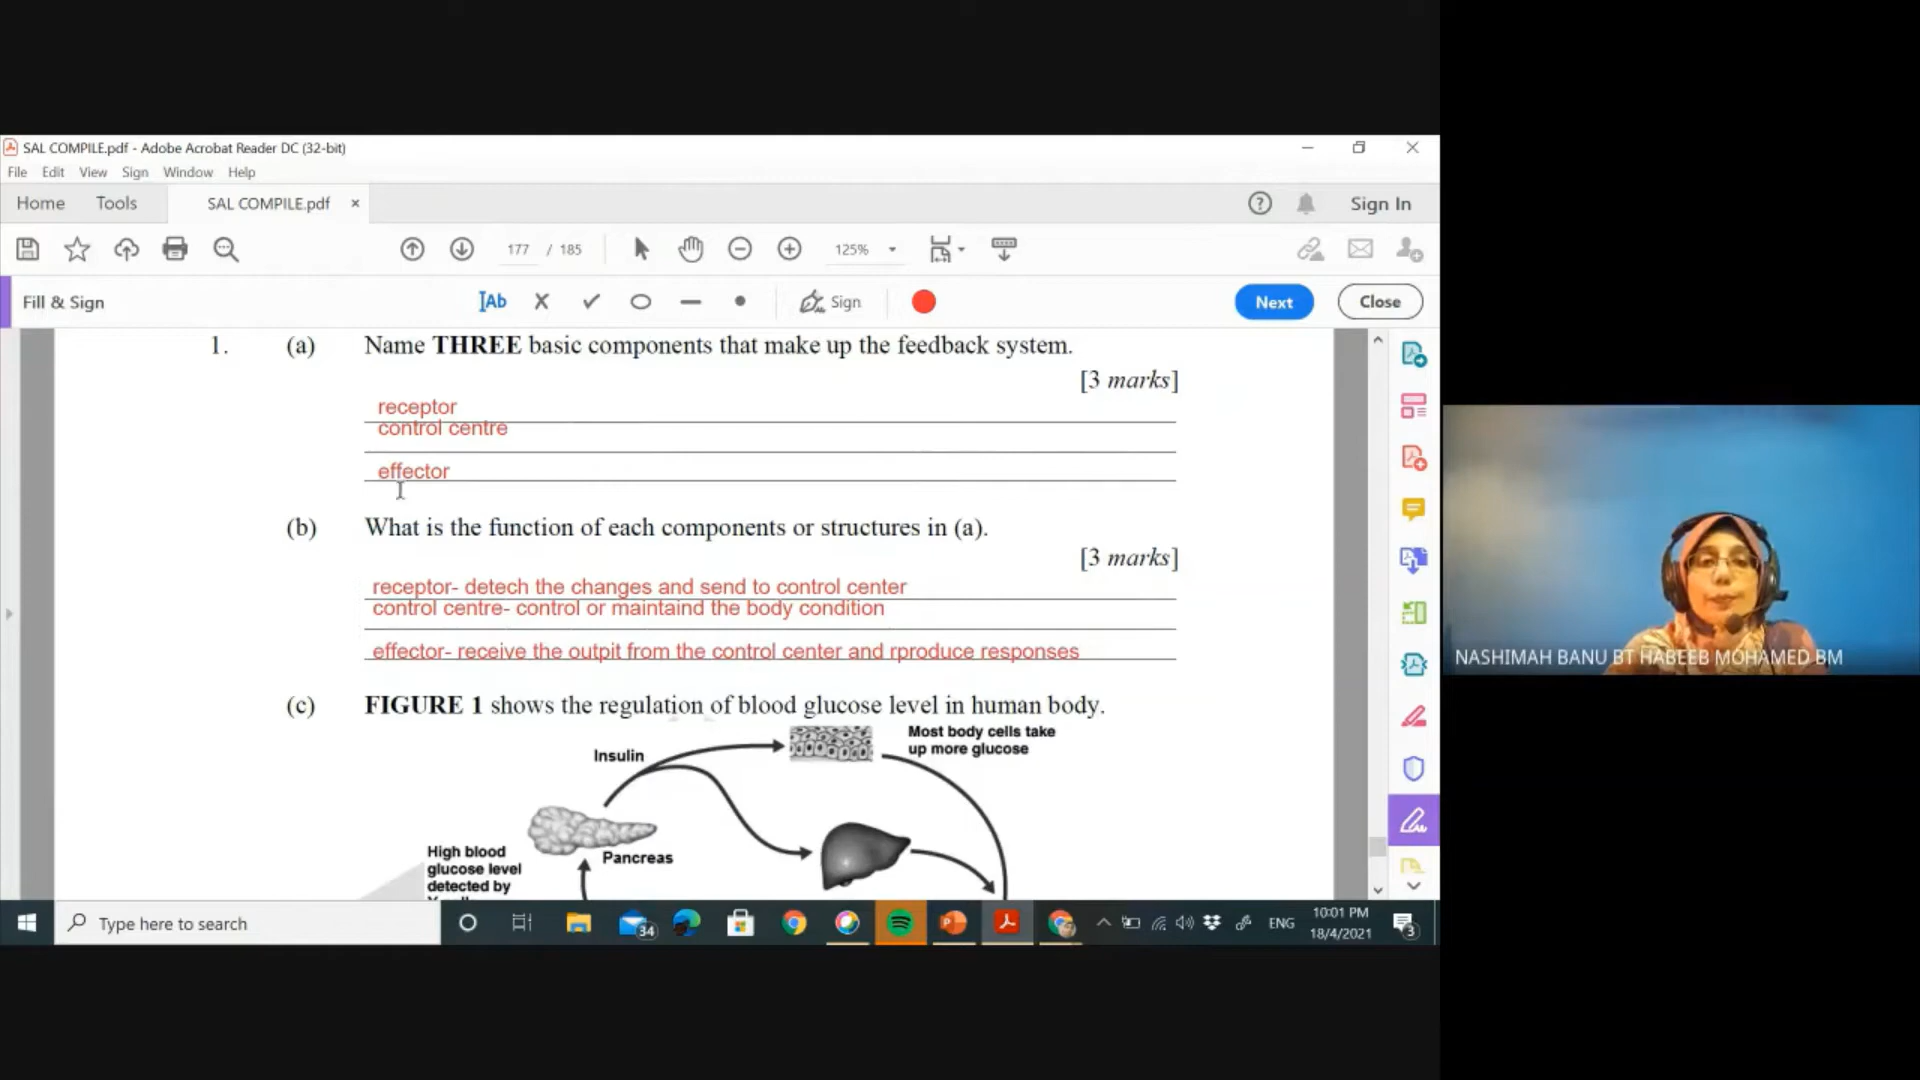 SAL COMPILE.pdf - Adobe Acrobat Reader DC (32-bit)
File Edit View Sign Window Help
Home Tools SAL COMPILE.pdf × Sign In
177 / 185 125%
Fill & Sign Ab Sign Next Close
1. (a) Name THREE basic components that make up the feedback system.
[3 marks]
receptor
control centre
effector
(b) What is the function of each components or structures in (a).
[3 marks]
receptor- detech the changes and send to control center
control centre- control or maintaind the body condition
effector- receive the outpit from the control center and rproduce responses
(c) FIGURE 1 shows the regulation of blood glucose level in human body.
Insulin
Most body cells take
up more glucose
Pancreas
High blood
glucose level
detected by
NASHIMAH BANU BT HABEEB MOHAMED BM
Type here to search
34
ENG
10:01 PM
18/4/2021
3